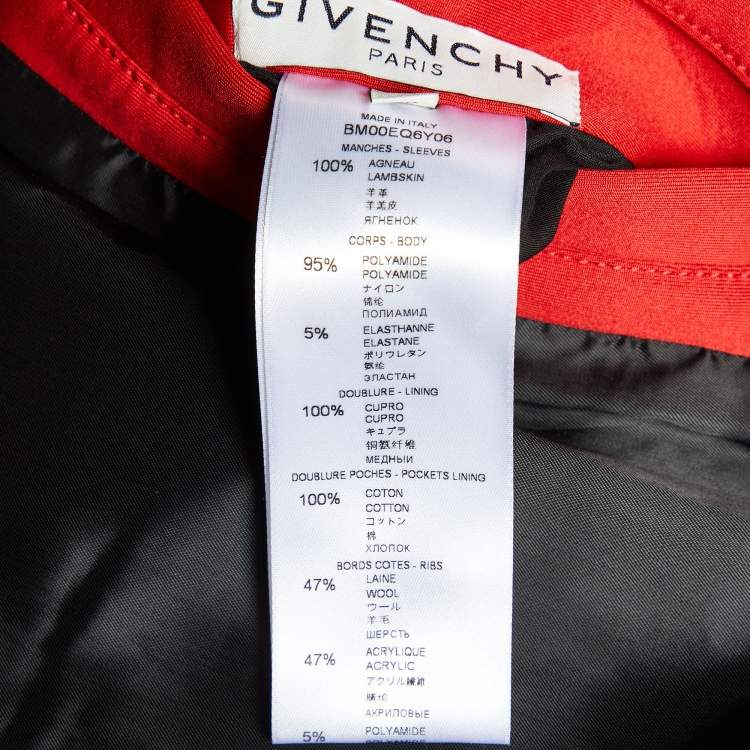 GIVENCHY
PARIS
MADE IN ITALY
BM00EQ6Y06
MANCHES - SLEEVES
100% AGNEAU
LAMBSKIN
羊革
羊羔皮
ЯГНЕНОК
CORPS - BODY
95% POLYAMIDE
POLYAMIDE
ナイロン
锦纶
ПОЛИАМИД
5% ELASTHANNE
ELASTANE
ポリウレタン
氨纶
ЭЛАСТАН
DOUBLURE - LINING
100% CUPRO
CUPRO
キュプラ
铜氨纤维
МЕДНЫЙ
DOUBLURE POCHES - POCKETS LINING
100% COTON
COTTON
コットン
棉
ХЛОПОК
BORDS COTES - RIBS
47% LAINE
WOOL
ウール
羊毛
ШЕРСТЬ
47% ACRYLIQUE
ACRYLIC
アクリル繊維
腈纶
АКРИЛОВЫЕ
5% POLYAMIDE
POLYAMIDE